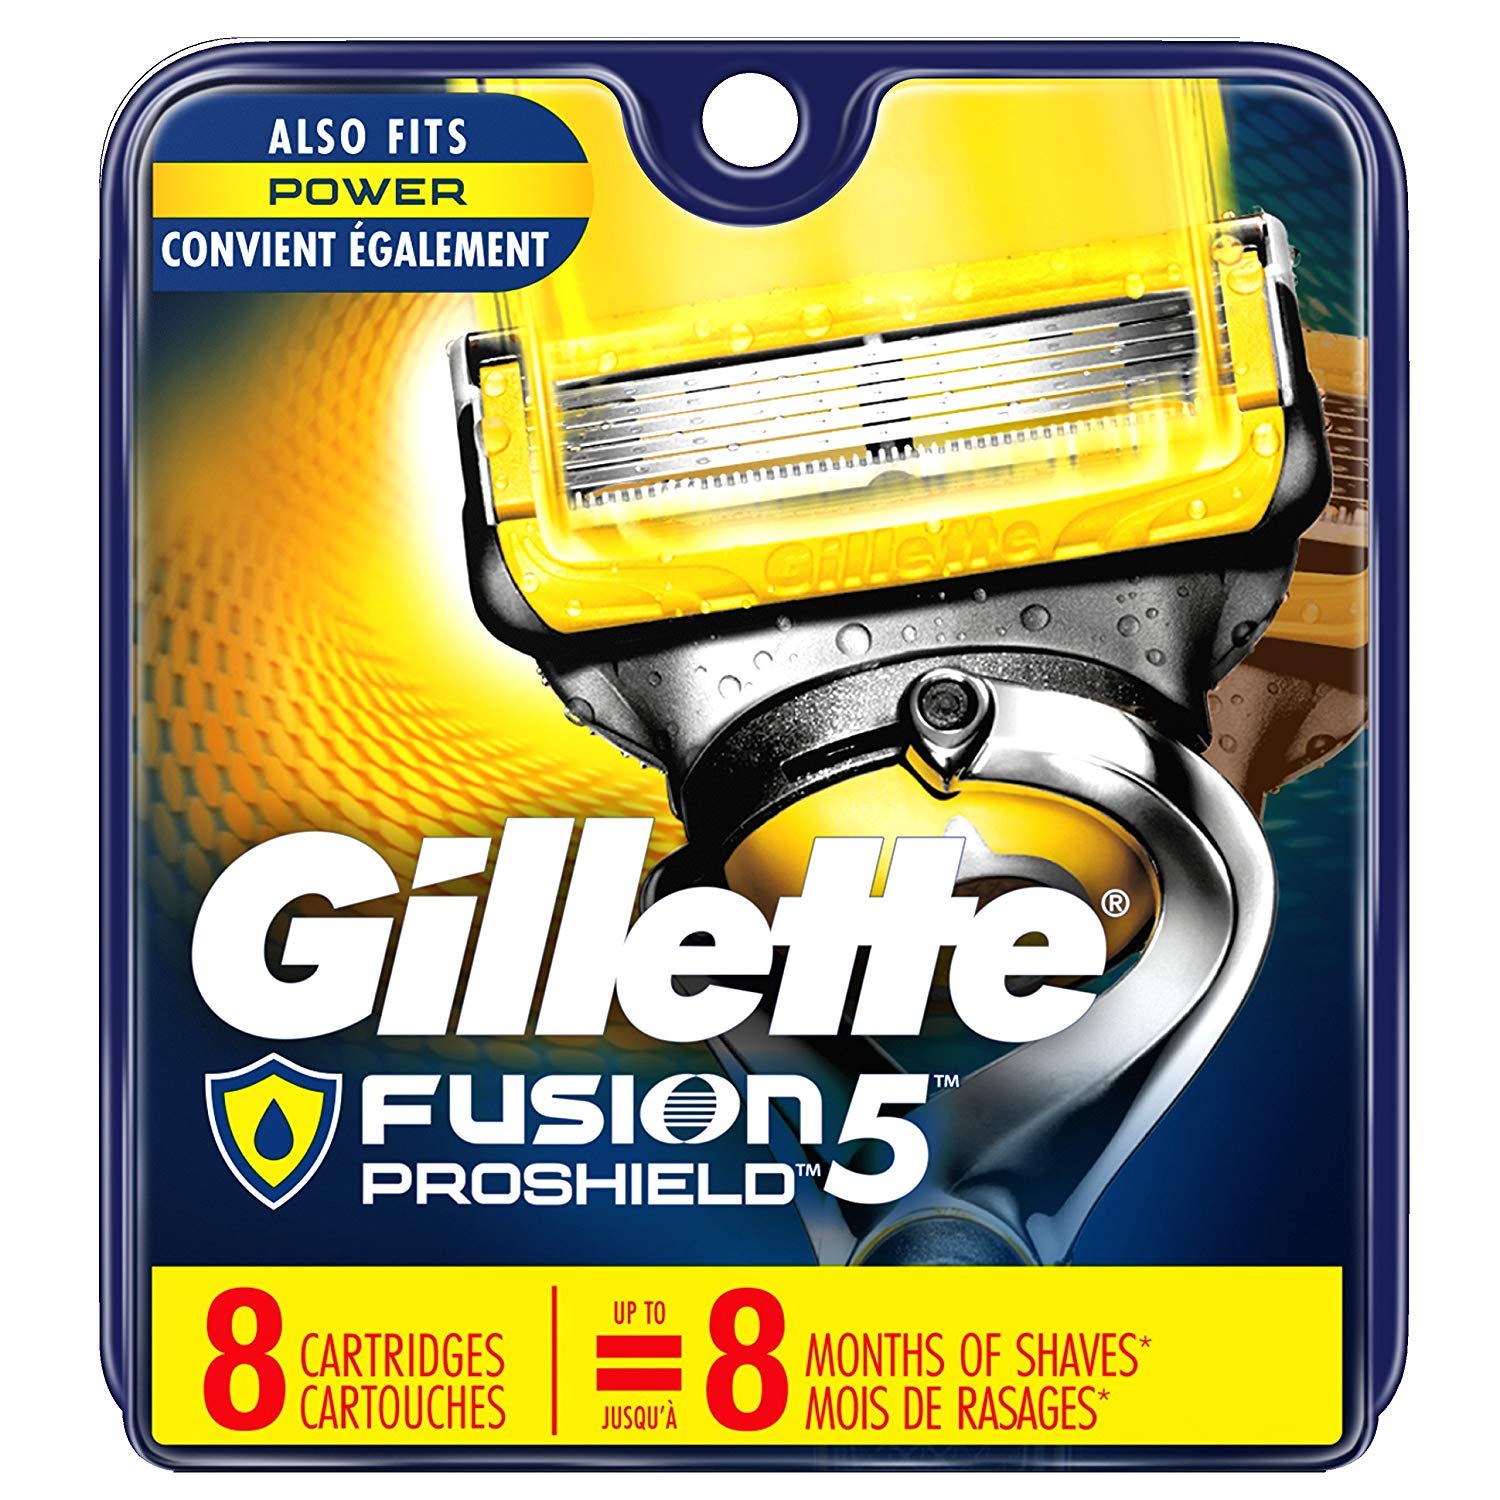 ALSO FITS
POWER
CONVIENT ÉGALEMENT
Gillette
Gillette®
FUSION5™
PROSHIELD™
8 CARTRIDGES
CARTOUCHES
UP TO
=
JUSQU'À
8 MONTHS OF SHAVES*
MOIS DE RASAGES*